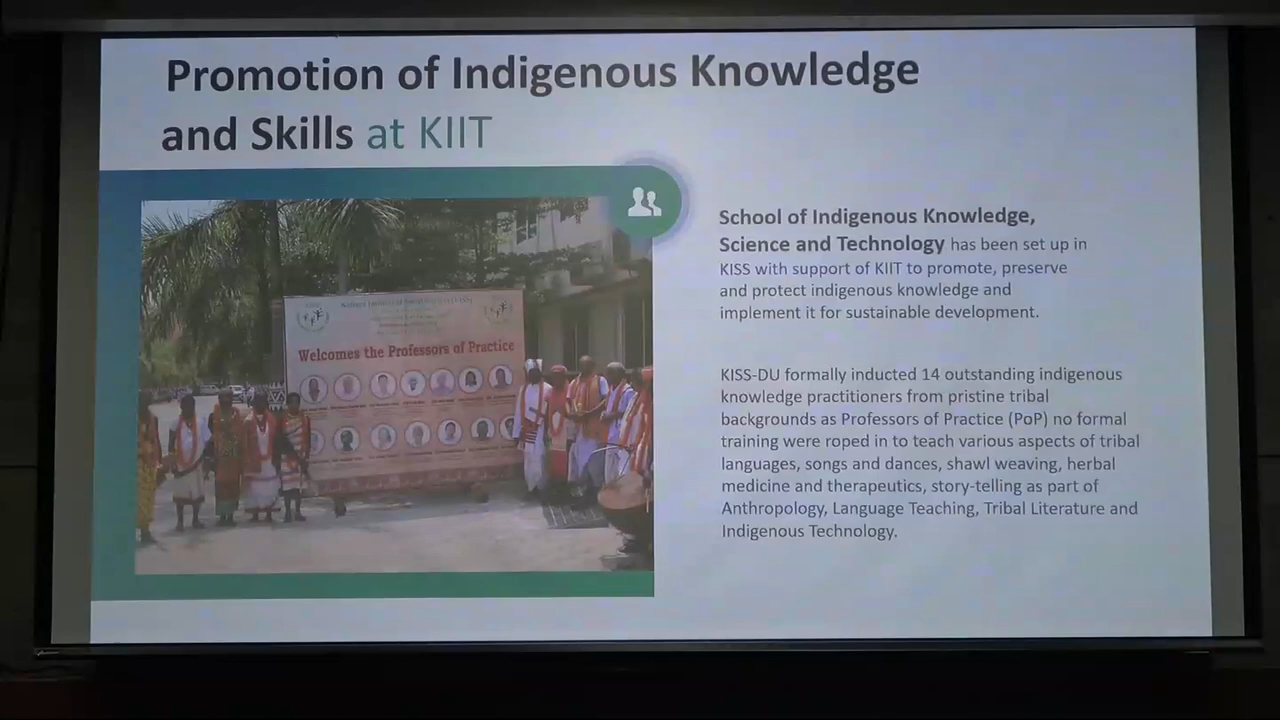 Promotion of Indigenous Knowledge
and Skills at KIIT
School of Indigenous Knowledge,
Science and Technology has been set up in
KISS with support of KIIT to promote, preserve
and protect indigenous knowledge and
implement it for sustainable development.
KISS-DU formally inducted 14 outstanding indigenous
knowledge practitioners from pristine tribal
backgrounds as Professors of Practice (PoP) no formal
training were roped in to teach various aspects of tribal
languages, songs and dances, shawl weaving, herbal
medicine and therapeutics, story-telling as part of
Anthropology, Language Teaching, Tribal Literature and
Indigenous Technology.
Welcomes the Professors of Practice